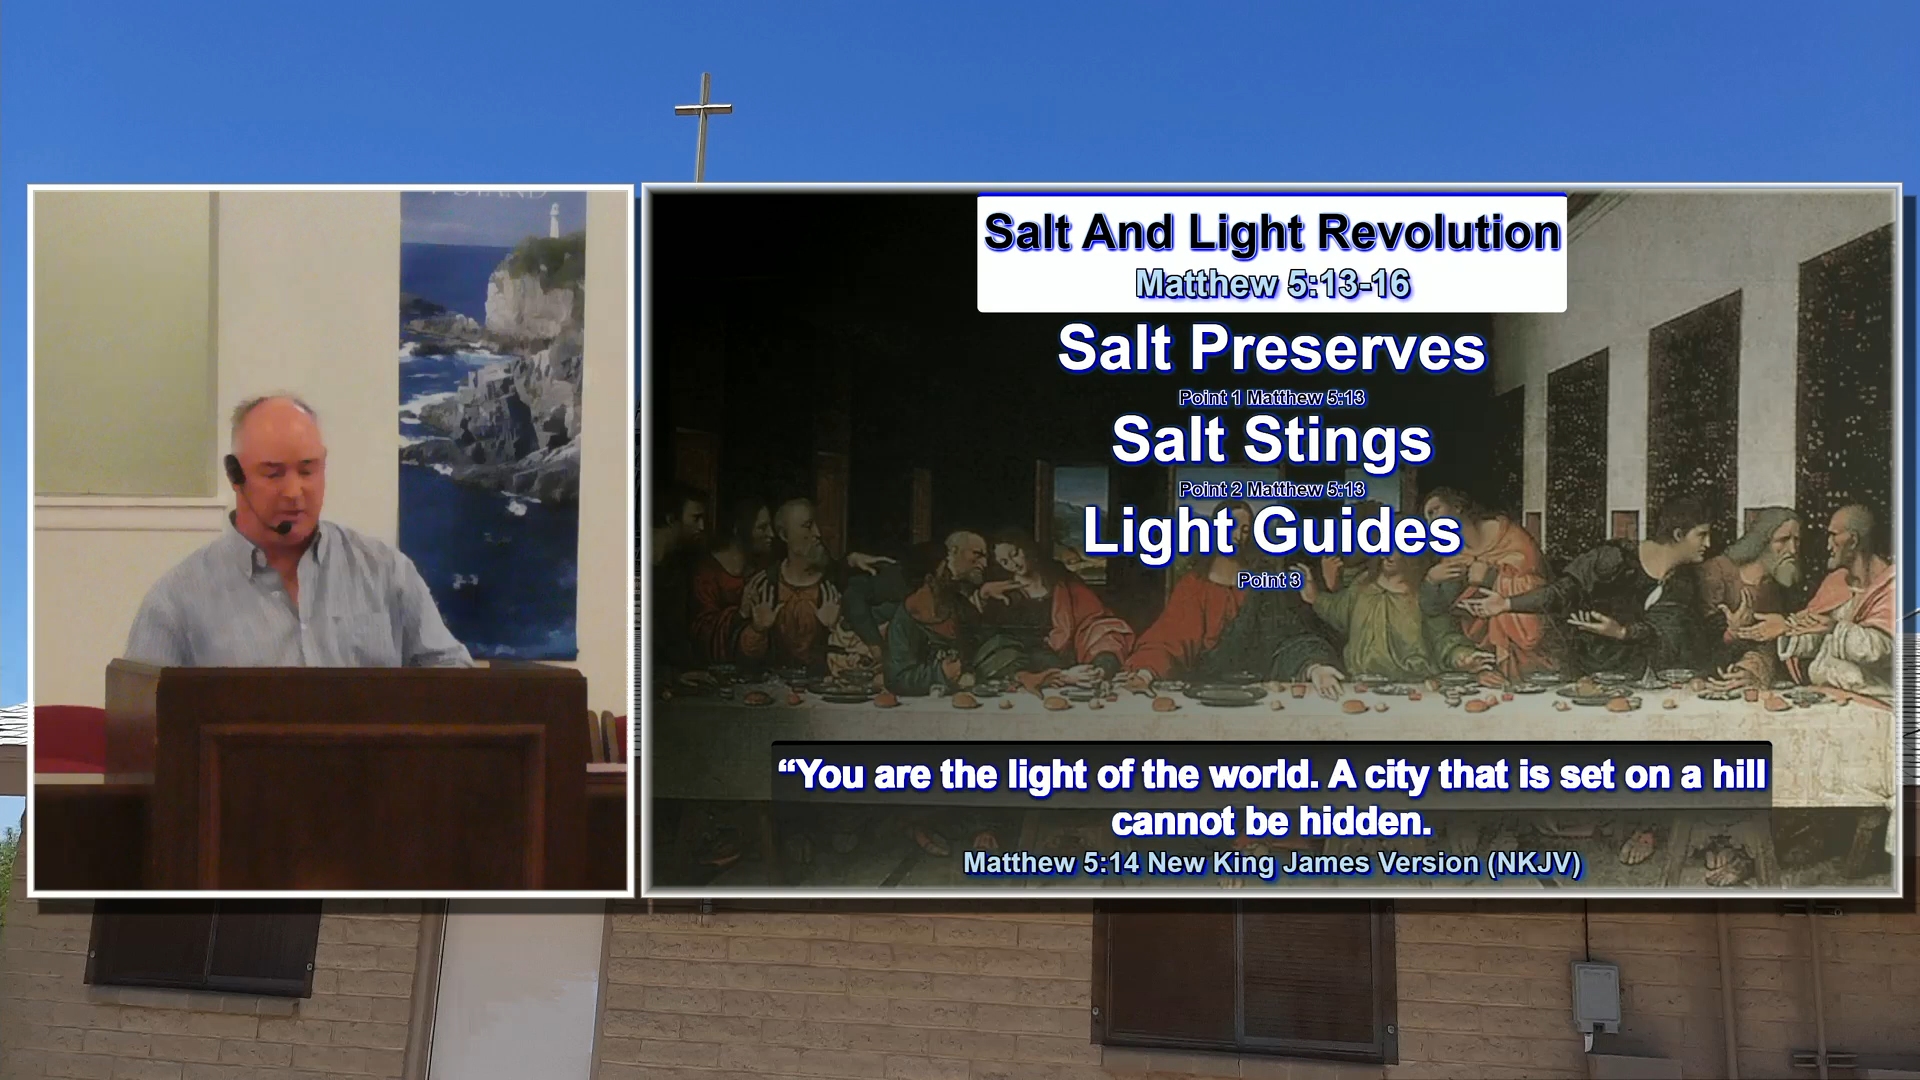 Salt And Light Revolution
Matthew 5:13-16
Salt Preserves
Point 1 Matthew 5:13
Salt Stings
Point 2 Matthew 5:13
Light Guides
Point 3
“You are the light of the world. A city that is set on a hill
cannot be hidden.
Matthew 5:14 New King James Version (NKJV)